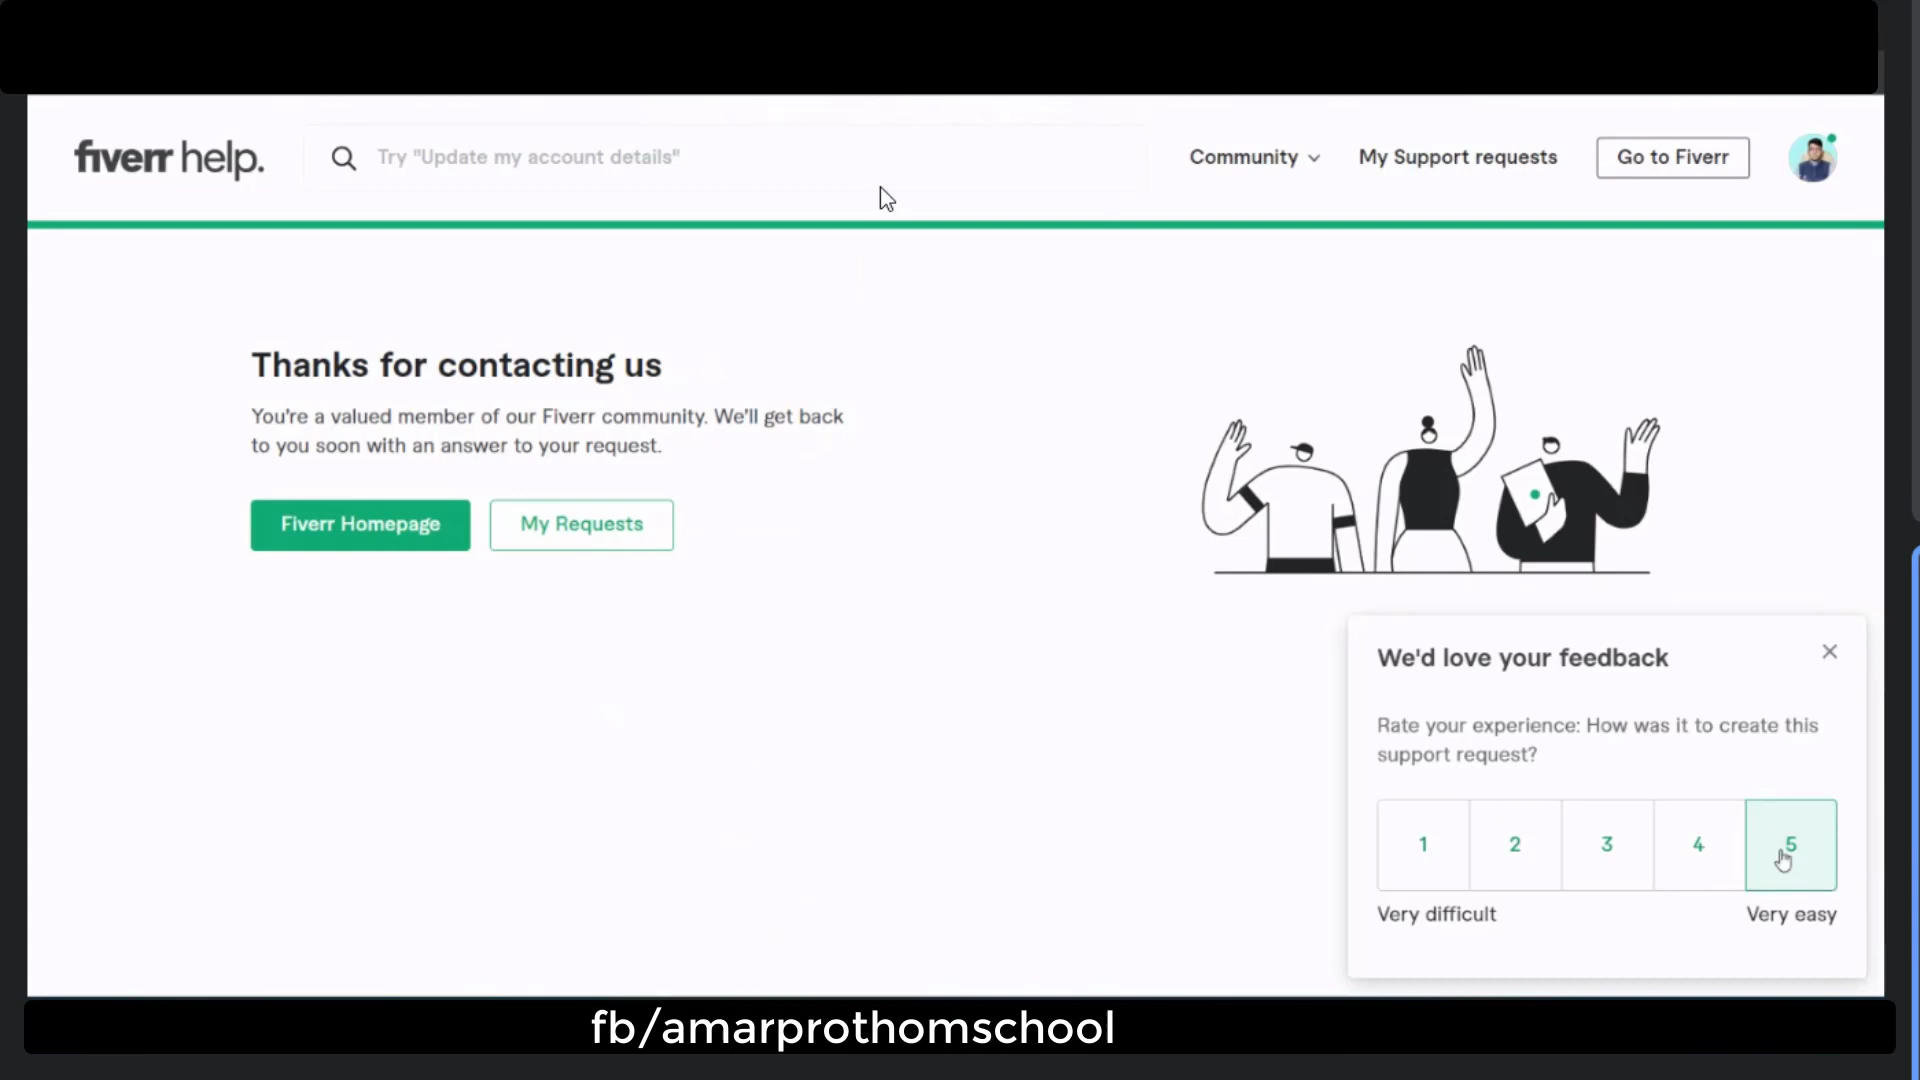 fiverr help.
Try "Update my account details"
Community
My Support requests
Go to Fiverr
Thanks for contacting us
You're a valued member of our Fiverr community. We'll get back
to you soon with an answer to your request.
Fiverr Homepage
My Requests
We'd love your feedback
Rate your experience: How was it to create this
support request?
1 2 3 4 5
Very difficult
Very easy
fb/amarprothomschool